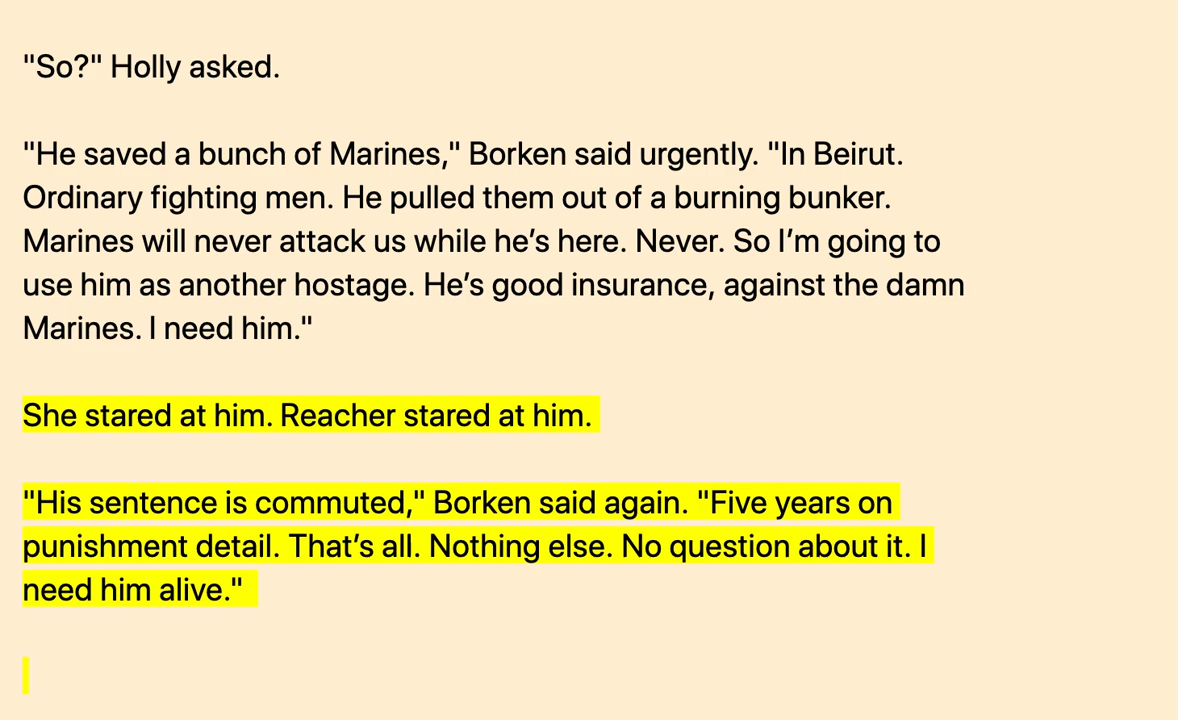 "So?" Holly asked.
"He saved a bunch of Marines," Borken said urgently. "In Beirut.
Ordinary fighting men. He pulled them out of a burning bunker.
Marines will never attack us while he’s here. Never. So I’m going to
use him as another hostage. He’s good insurance, against the damn
Marines. I need him."
She stared at him. Reacher stared at him.
"His sentence is commuted," Borken said again. "Five years on
punishment detail. That’s all. Nothing else. No question about it. I
need him alive."